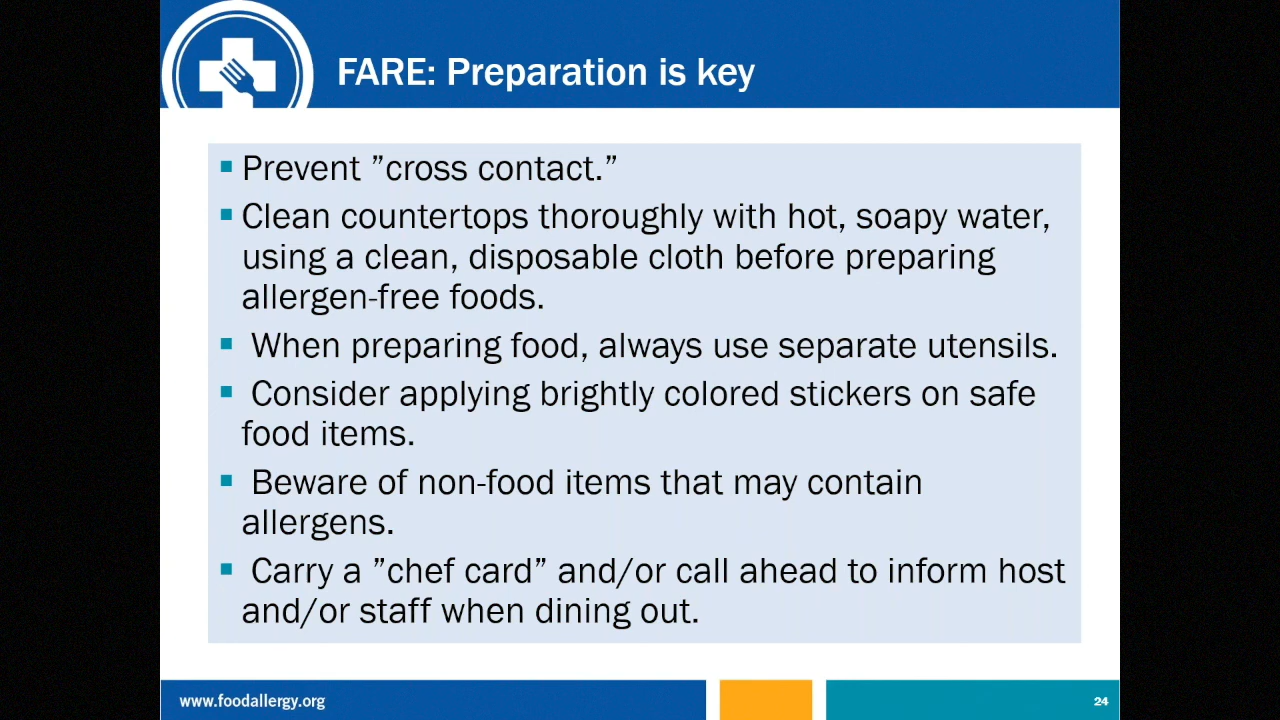 FARE: Preparation is key
▪ Prevent ”cross contact.”
▪ Clean countertops thoroughly with hot, soapy water,
using a clean, disposable cloth before preparing
allergen-free foods.
▪ When preparing food, always use separate utensils.
▪ Consider applying brightly colored stickers on safe
food items.
▪ Beware of non-food items that may contain
allergens.
▪ Carry a ”chef card” and/or call ahead to inform host
and/or staff when dining out.
www.foodallergy.org
24